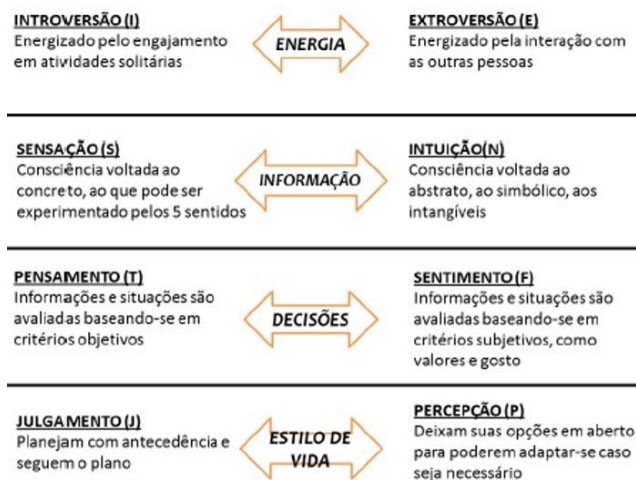 INTROVERSÃO (I)
Energizado pelo engajamento
em atividades solitárias
ENERGIA
EXTROVERSÃO (E)
Energizado pela interação com
as outras pessoas
SENSAÇÃO (S)
Consciência voltada ao
concreto, ao que pode ser
experimentado pelos 5 sentidos
INFORMAÇÃO
INTUIÇÃO(N)
Consciência voltada ao
abstrato, ao simbólico, aos
intangíveis
PENSAMENTO (T)
Informações e situações são
avaliadas baseando-se em
critérios objetivos
DECISÕES
SENTIMENTO (F)
Informações e situações são
avaliadas baseando-se em
critérios subjetivos, como
valores e gosto
JULGAMENTO (J)
Planejam com antecedência e
seguem o plano
ESTILO DE
VIDA
PERCEPÇÃO (P)
Deixam suas opções em aberto
para poderem adaptar-se caso
seja necessário